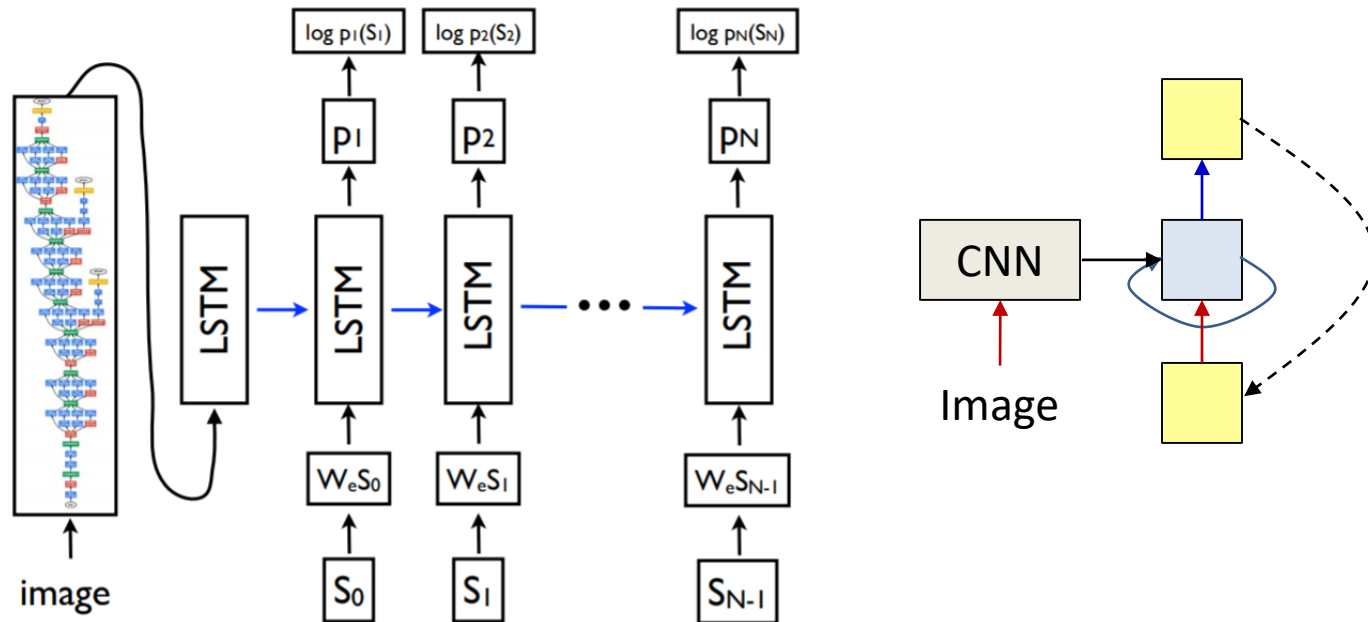 log p₁(S₁) log p₂(S₂) log pN(SN)
p₁ p₂ pN
LSTM LSTM LSTM LSTM
CNN
WeS₀ WeS₁ WeSN-1
Image
S₀ S₁ SN-1
image